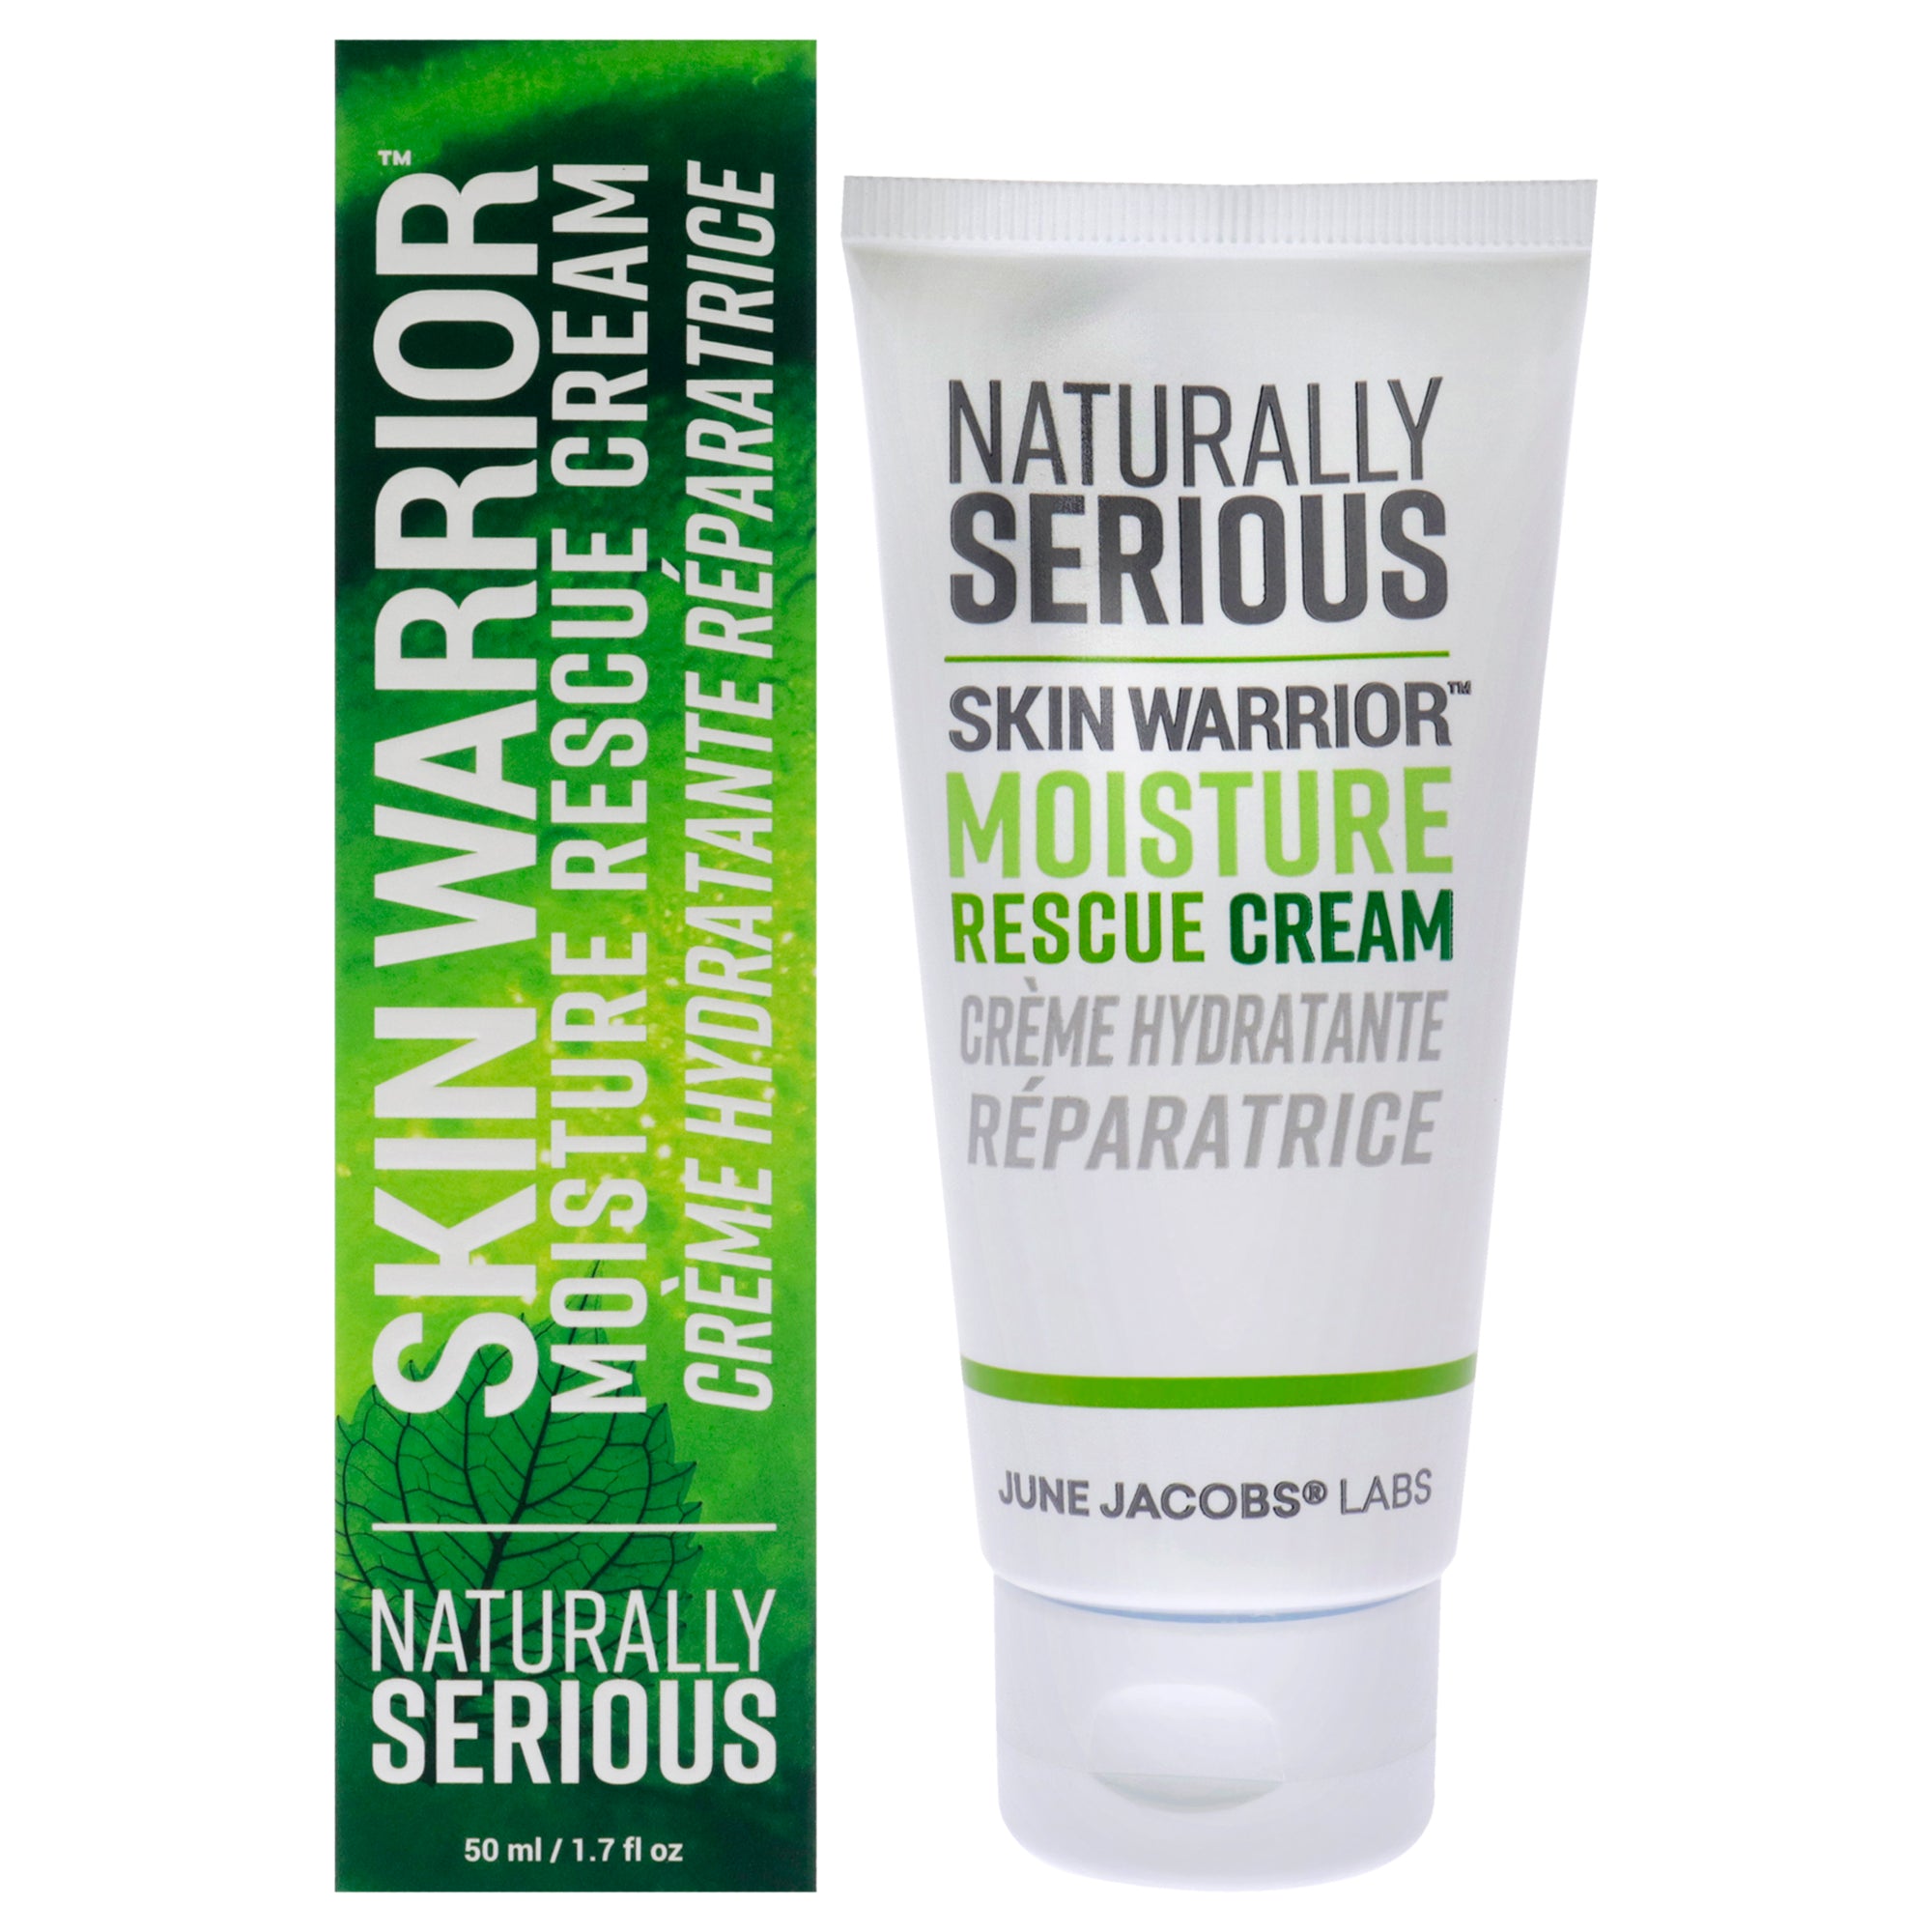 SKIN WARRIOR™
MOISTURE RESCUE CREAM
CRÈME HYDRATANTE RÉPARATRICE
NATURALLY
SERIOUS
50 ml / 1.7 fl oz
NATURALLY
SERIOUS
SKIN WARRIOR™
MOISTURE
RESCUE CREAM
CRÈME HYDRATANTE
RÉPARATRICE
JUNE JACOBS® LABS